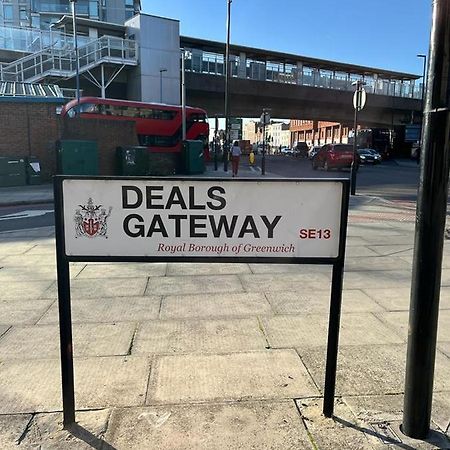 DEALS
GATEWAY
SE13
Royal Borough of Greenwich